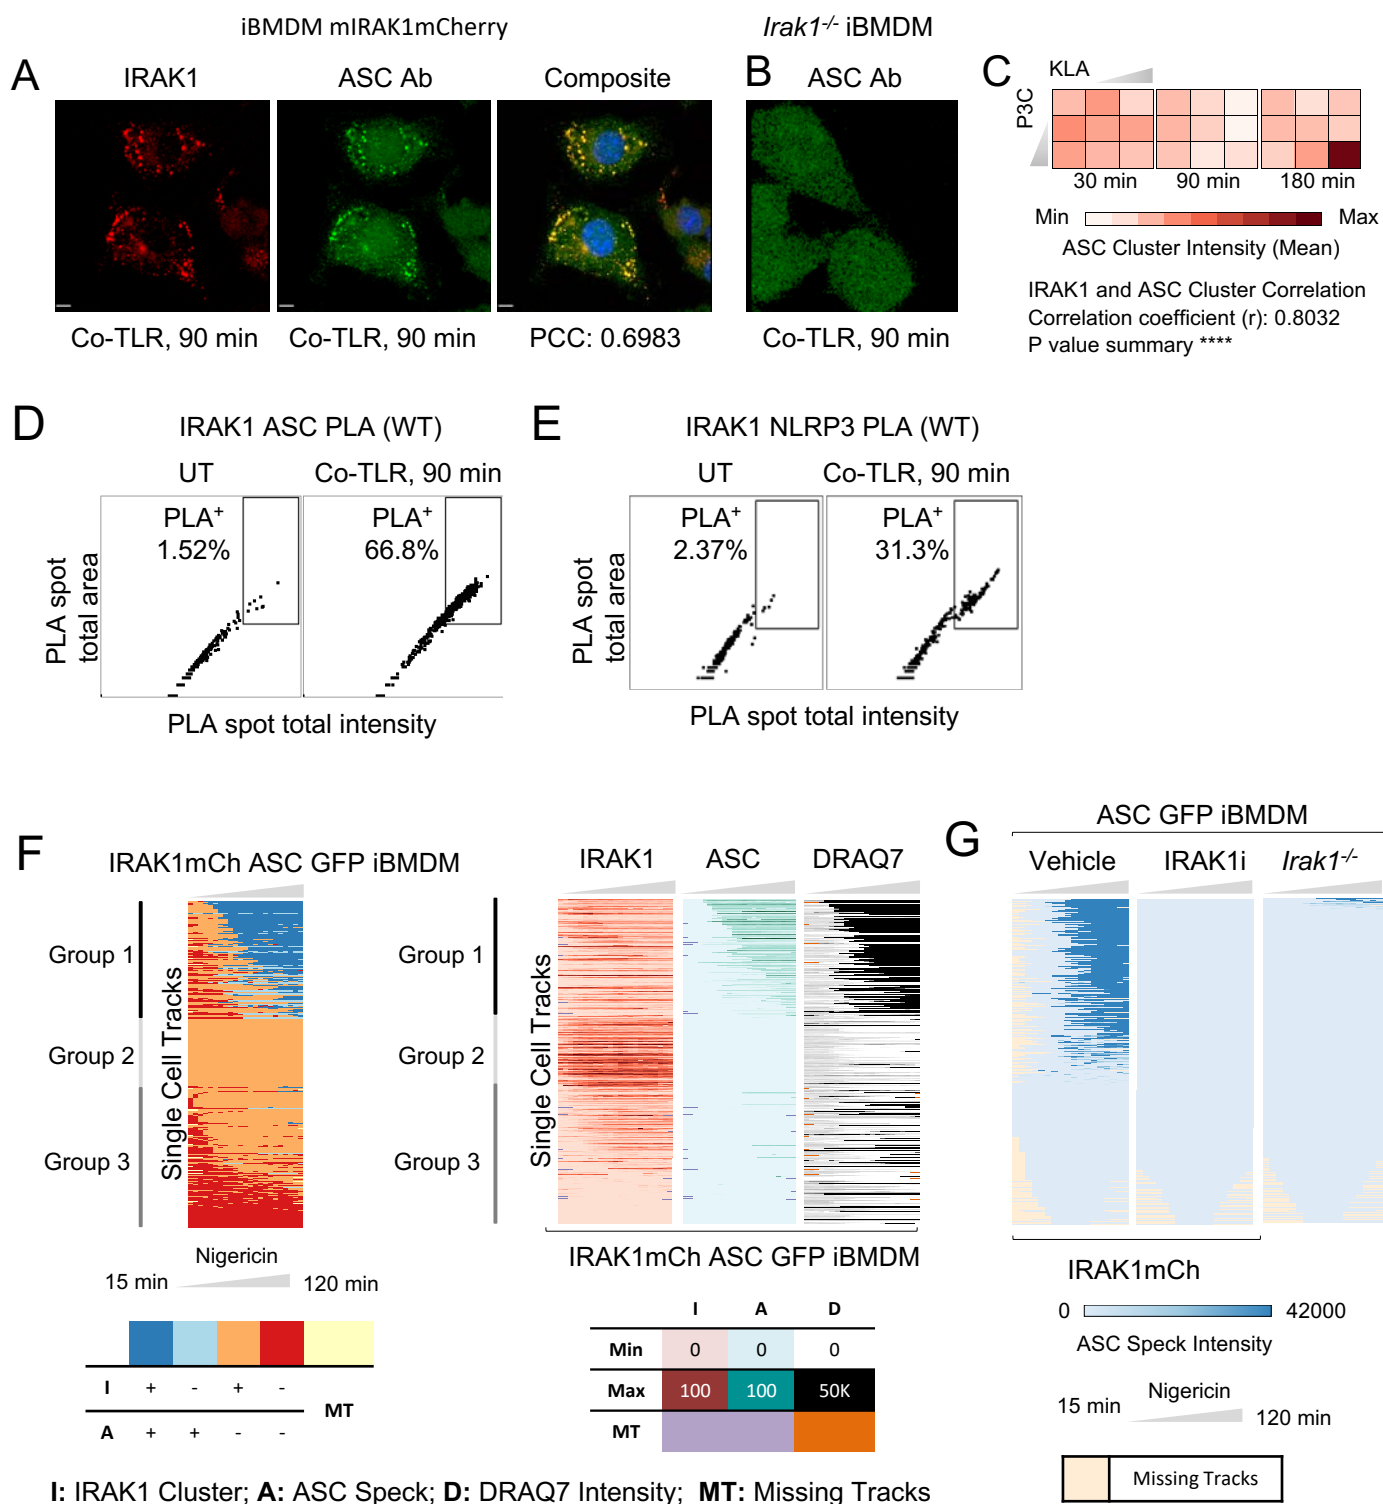 iBMDM mIRAK1mCherry
Irak1-/- iBMDM
A
IRAK1
ASC Ab
Composite
Co-TLR, 90 min
Co-TLR, 90 min
PCC: 0.6983
B
ASC Ab
Co-TLR, 90 min
C
KLA
P3C
30 min
90 min
180 min
Min
Max
ASC Cluster Intensity (Mean)
IRAK1 and ASC Cluster Correlation
Correlation coefficient (r): 0.8032
P value summary ****
D
IRAK1 ASC PLA (WT)
UT
Co-TLR, 90 min
PLA+
1.52%
PLA+
66.8%
PLA spot
total area
PLA spot total intensity
E
IRAK1 NLRP3 PLA (WT)
UT
Co-TLR, 90 min
PLA+
2.37%
PLA+
31.3%
PLA spot
total area
PLA spot total intensity
F
IRAK1mCh ASC GFP iBMDM
Group 1
Group 2
Group 3
Single Cell Tracks
Nigericin
15 min
120 min
I + - + -
A + + - -
MT
IRAK1
ASC
DRAQ7
Group 1
Group 2
Group 3
Single Cell Tracks
IRAK1mCh ASC GFP iBMDM
I A D
Min 0 0 0
Max 100 100 50K
MT
I: IRAK1 Cluster; A: ASC Speck; D: DRAQ7 Intensity; MT: Missing Tracks
G
ASC GFP iBMDM
Vehicle
IRAK1i
Irak1-/-
IRAK1mCh
0
42000
ASC Speck Intensity
Nigericin
15 min
120 min
Missing Tracks